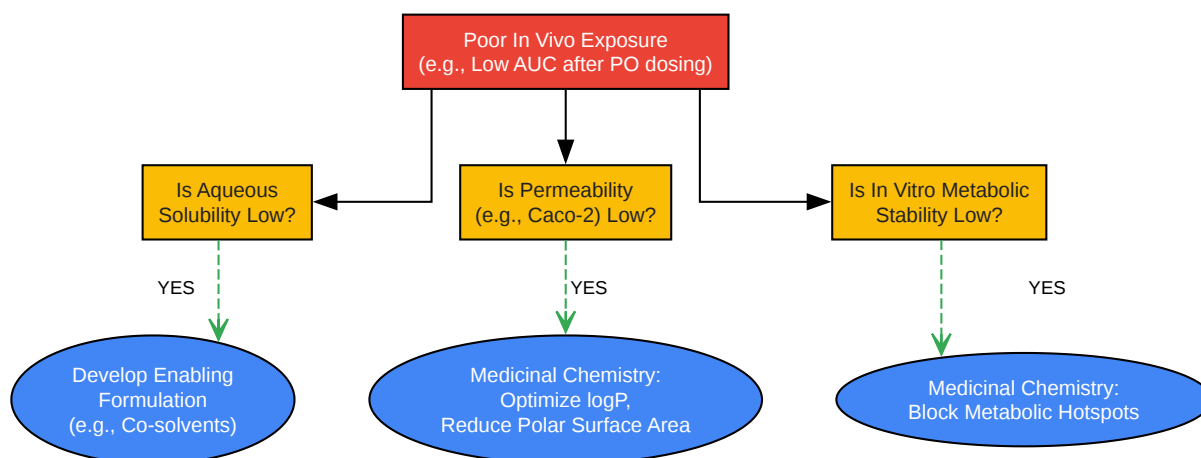 Poor In Vivo Exposure
(e.g., Low AUC after PO dosing)
Is Aqueous
Solubility Low?
Is Permeability
(e.g., Caco-2) Low?
Is In Vitro Metabolic
Stability Low?
YES
YES
YES
Develop Enabling
Formulation
(e.g., Co-solvents)
Medicinal Chemistry:
Optimize logP,
Reduce Polar Surface Area
Medicinal Chemistry:
Block Metabolic Hotspots